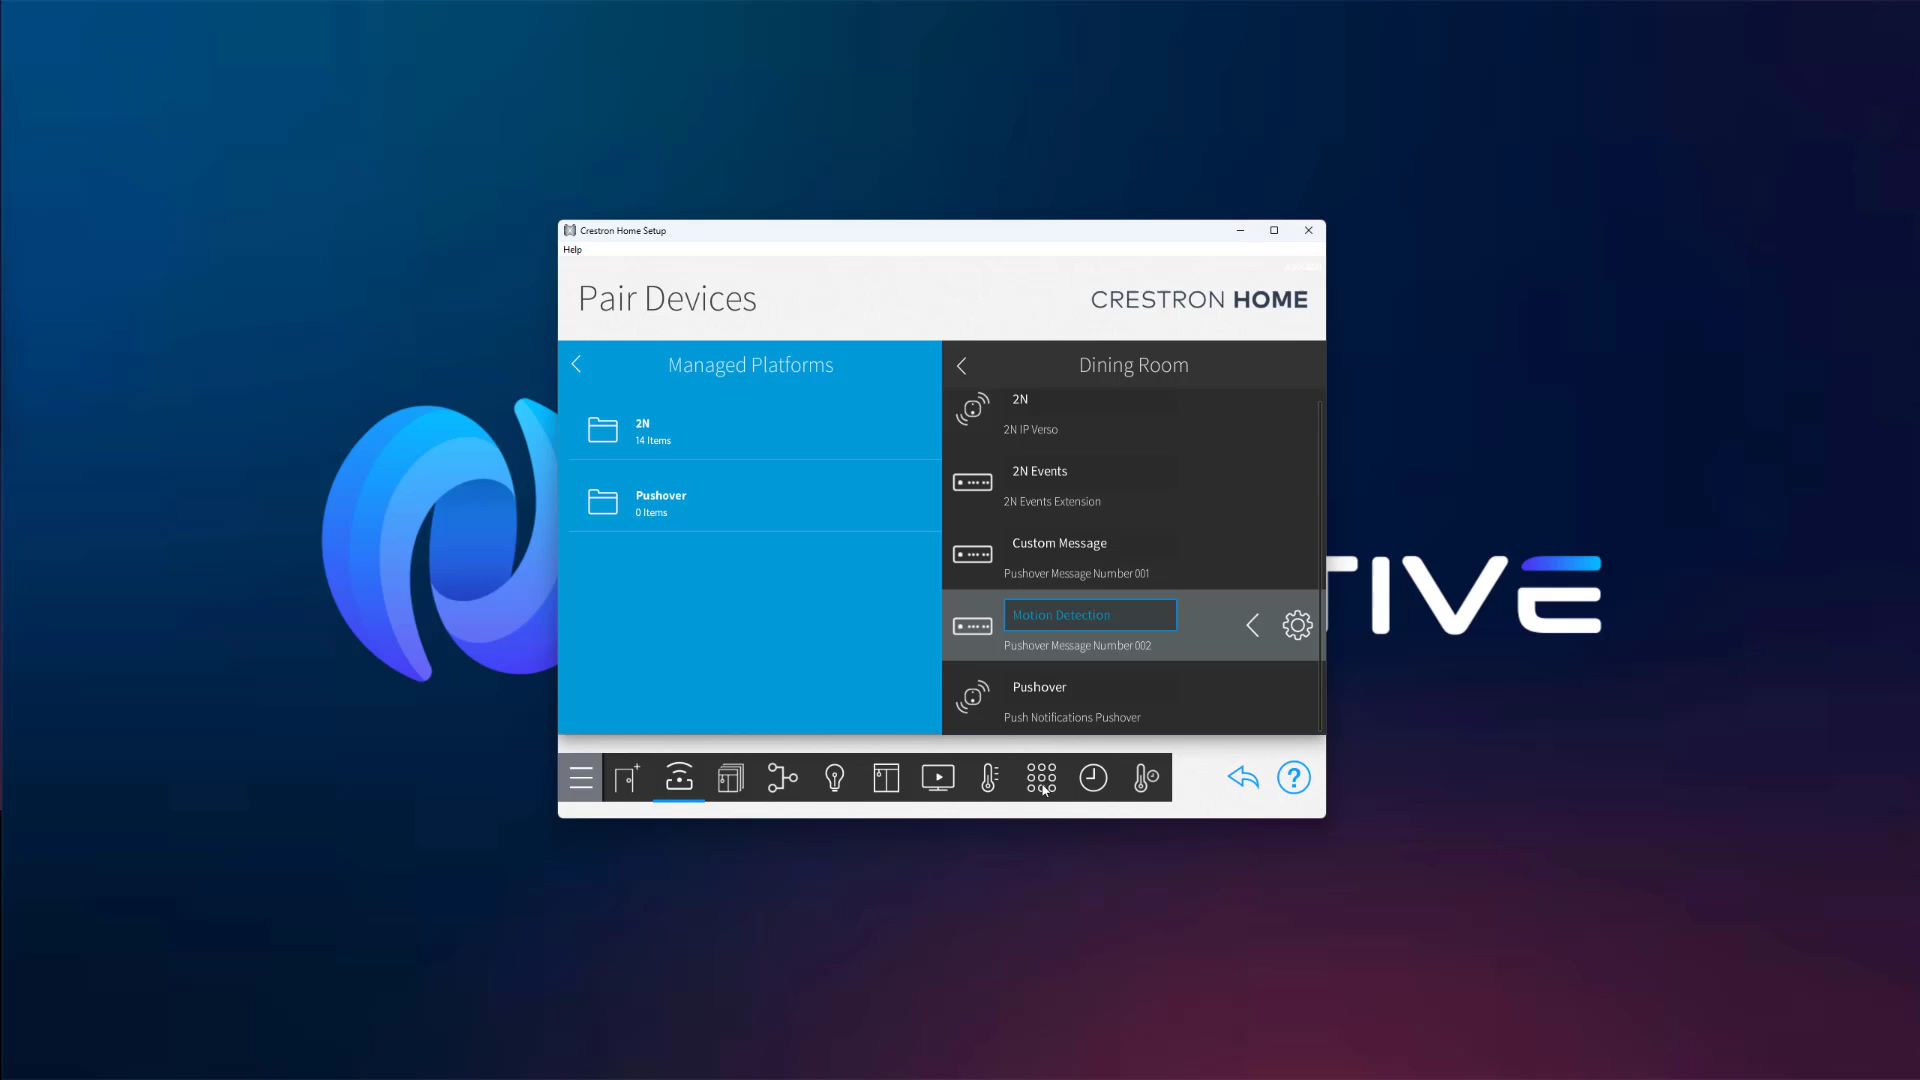 Crestron Home Setup
Help
Pair Devices
CRESTRON HOME
Managed Platforms
2N
14 Items
Pushover
0 Items
Dining Room
2N
2N IP Verso
2N Events
2N Events Extension
Custom Message
Pushover Message Number 001
Motion Detection
Pushover Message Number 002
Pushover
Push Notifications Pushover
TIVE
?